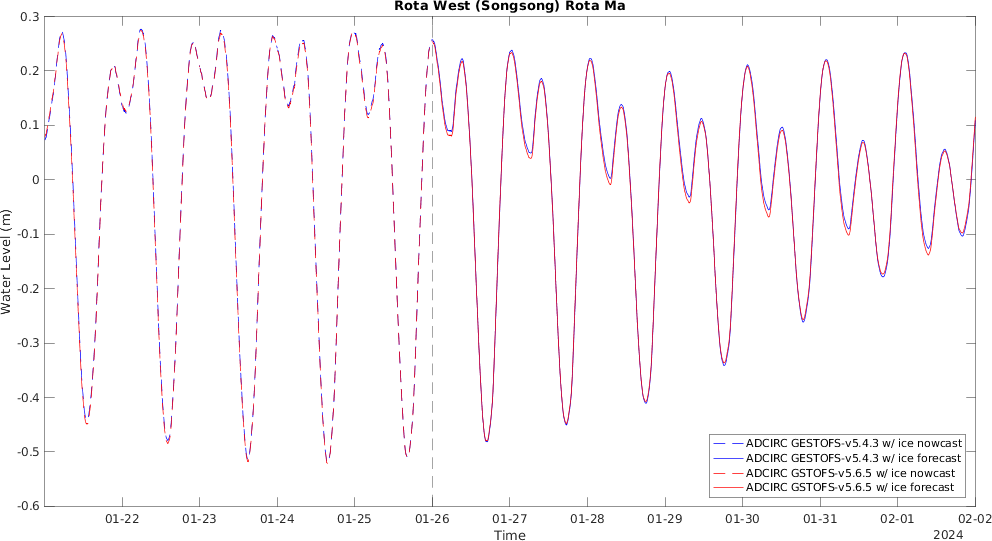 Rota West (Songsong) Rota Ma
0.3
0.2
0.1
0
-0.1
-0.2
-0.3
-0.4
-0.5
-0.6
Water Level (m)
ADCIRC GESTOFS-v5.4.3 w/ ice nowcast
ADCIRC GESTOFS-v5.4.3 w/ ice forecast
ADCIRC GSTOFS-v5.6.5 w/ ice nowcast
ADCIRC GSTOFS-v5.6.5 w/ ice forecast
01-22 01-23 01-24 01-25 01-26 01-27 01-28 01-29 01-30 01-31 02-01 02-02
Time
2024